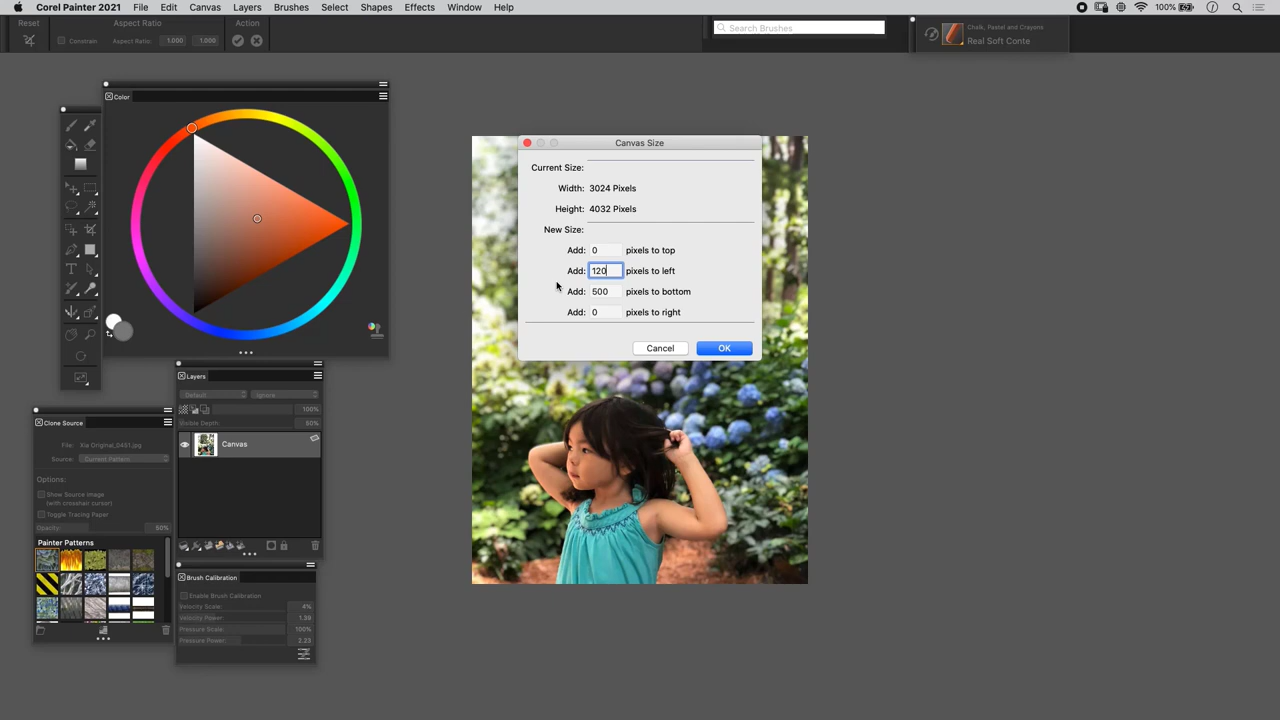 Corel Painter 2021 File Edit Canvas Layers Brushes Select Shapes Effects Window Help 100%
Reset Aspect Ratio Action
Constrain Aspect Ratio: 1.000 1.000
Search Brushes
Chalk, Pastel and Crayons
Real Soft Conte
Color
Canvas Size
Current Size:
Width: 3024 Pixels
Height: 4032 Pixels
New Size:
Add: 0 pixels to top
Add: 120 pixels to left
Add: 500 pixels to bottom
Add: 0 pixels to right
Cancel OK
Layers
Default Ignore
100%
Visible Depth: 50%
Canvas
Clone Source
File: Xia Original_0451.jpg
Source: Current Pattern
Options:
Show Source Image
(with crosshair cursor)
Toggle Tracing Paper
Opacity: 50%
Painter Patterns
Brush Calibration
Enable Brush Calibration
Velocity Scale: 4%
Velocity Power: 1.39
Pressure Scale: 100%
Pressure Power: 2.23